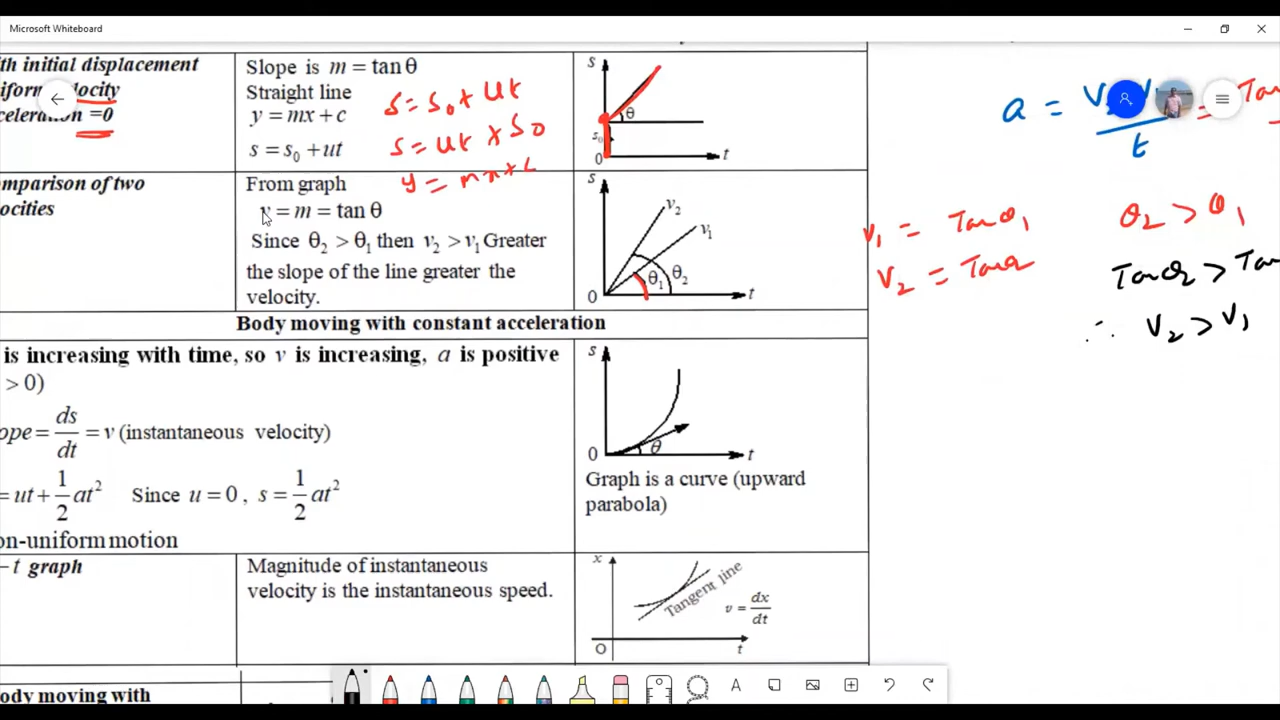 Microsoft Whiteboard
th initial displacement
iform velocity
celeration =0
Slope is m = tan θ
Straight line
y = mx + c
s = s₀ + ut
s = s₀ + ut
s = ut × s₀
y = mx + c
s
θ
0
t
a =
t
mparison of two
ocities
From graph
v = m = tan θ
Since θ₂ > θ₁ then v₂ > v₁ Greater
the slope of the line greater the
velocity.
s
v₂
v₁
θ₁
θ₂
0
t
v₁ = Tanθ₁
v₂ = Tan
θ₂ > θ₁
Tanθ₂ > Tan
∴ v₂ > v₁
Body moving with constant acceleration
is increasing with time, so v is increasing, a is positive
> 0)
ope = ds/dt = v (instantaneous velocity)
= ut + 1/2 at² Since u = 0 , s = 1/2 at²
on-uniform motion
s
θ
0
t
Graph is a curve (upward
parabola)
– t graph
Magnitude of instantaneous
velocity is the instantaneous speed.
x
Tangent line
v = dx/dt
O
t
ody moving with
A